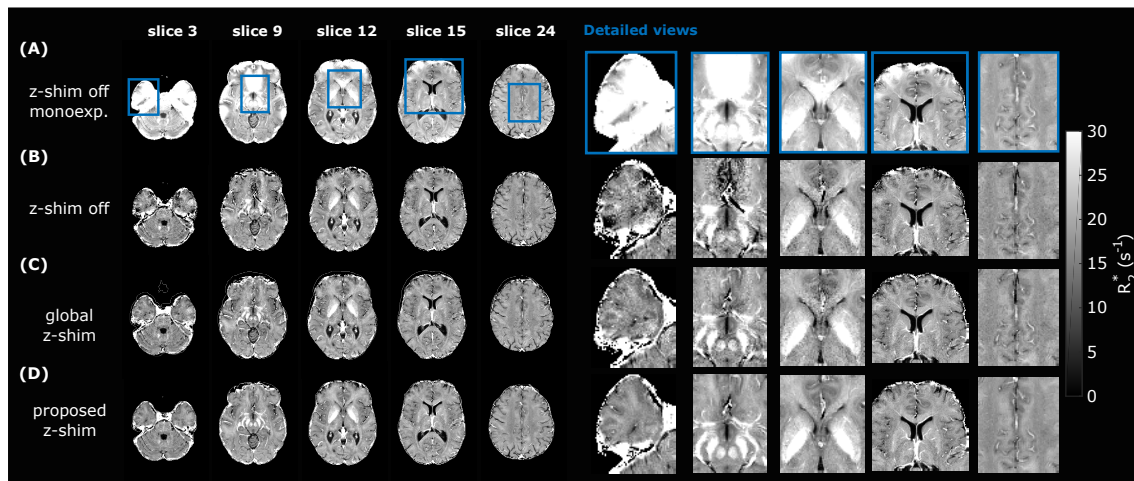 slice 3 slice 9 slice 12 slice 15 slice 24 Detailed views
(A)
z-shim off
monoexp.
(B)
z-shim off
(C)
global
z-shim
(D)
proposed
z-shim
30
25
20
15
10
5
0
R₂* (s⁻¹)